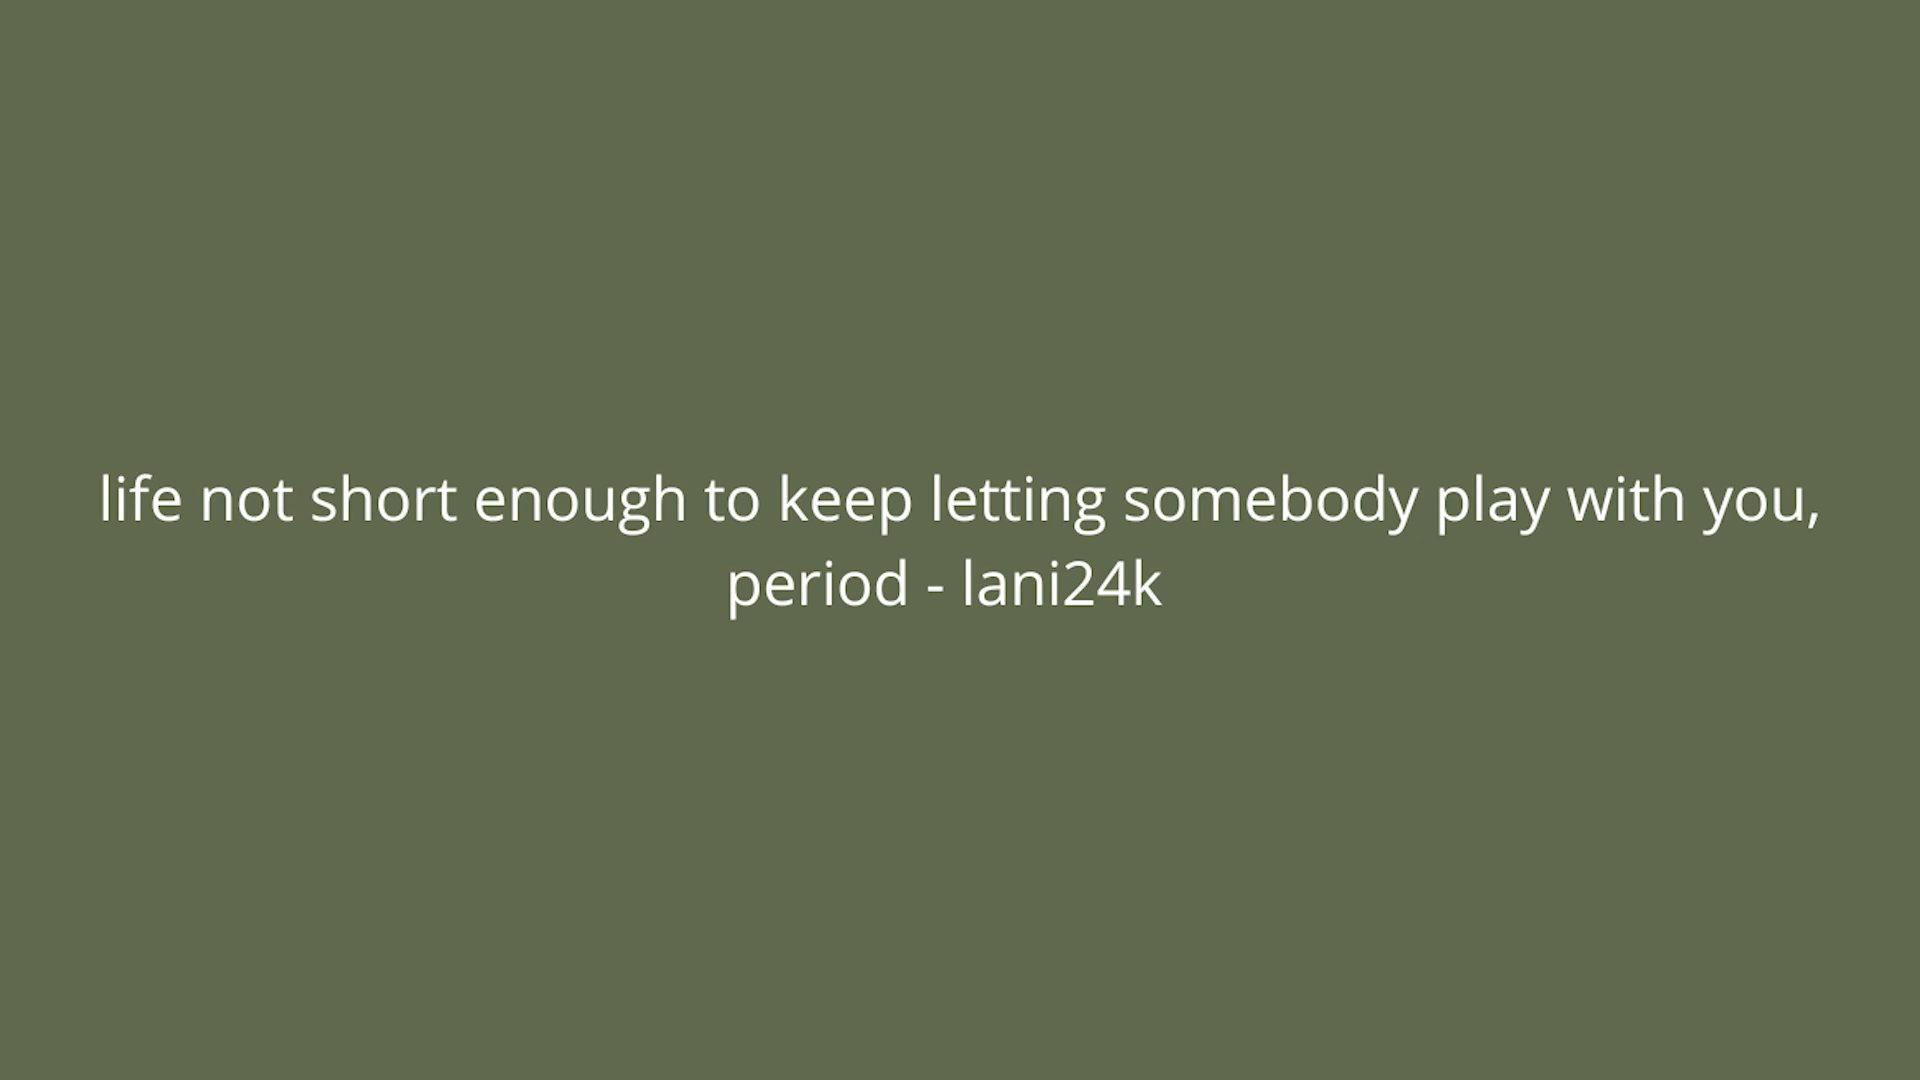 life not short enough to keep letting somebody play with you,
period - lani24k